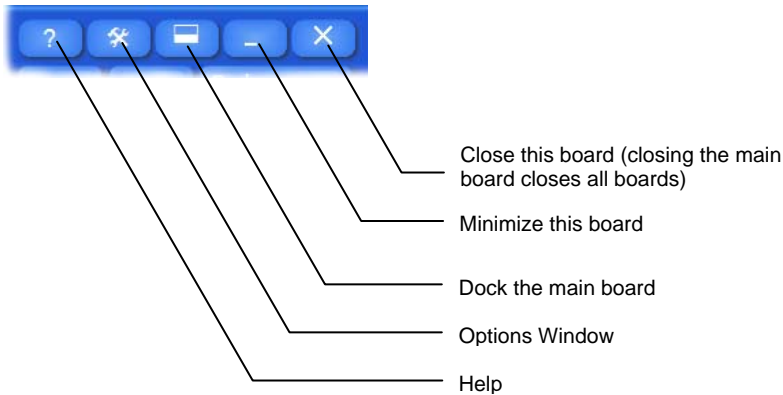 ?
Close this board (closing the main
board closes all boards)
Minimize this board
Dock the main board
Options Window
Help